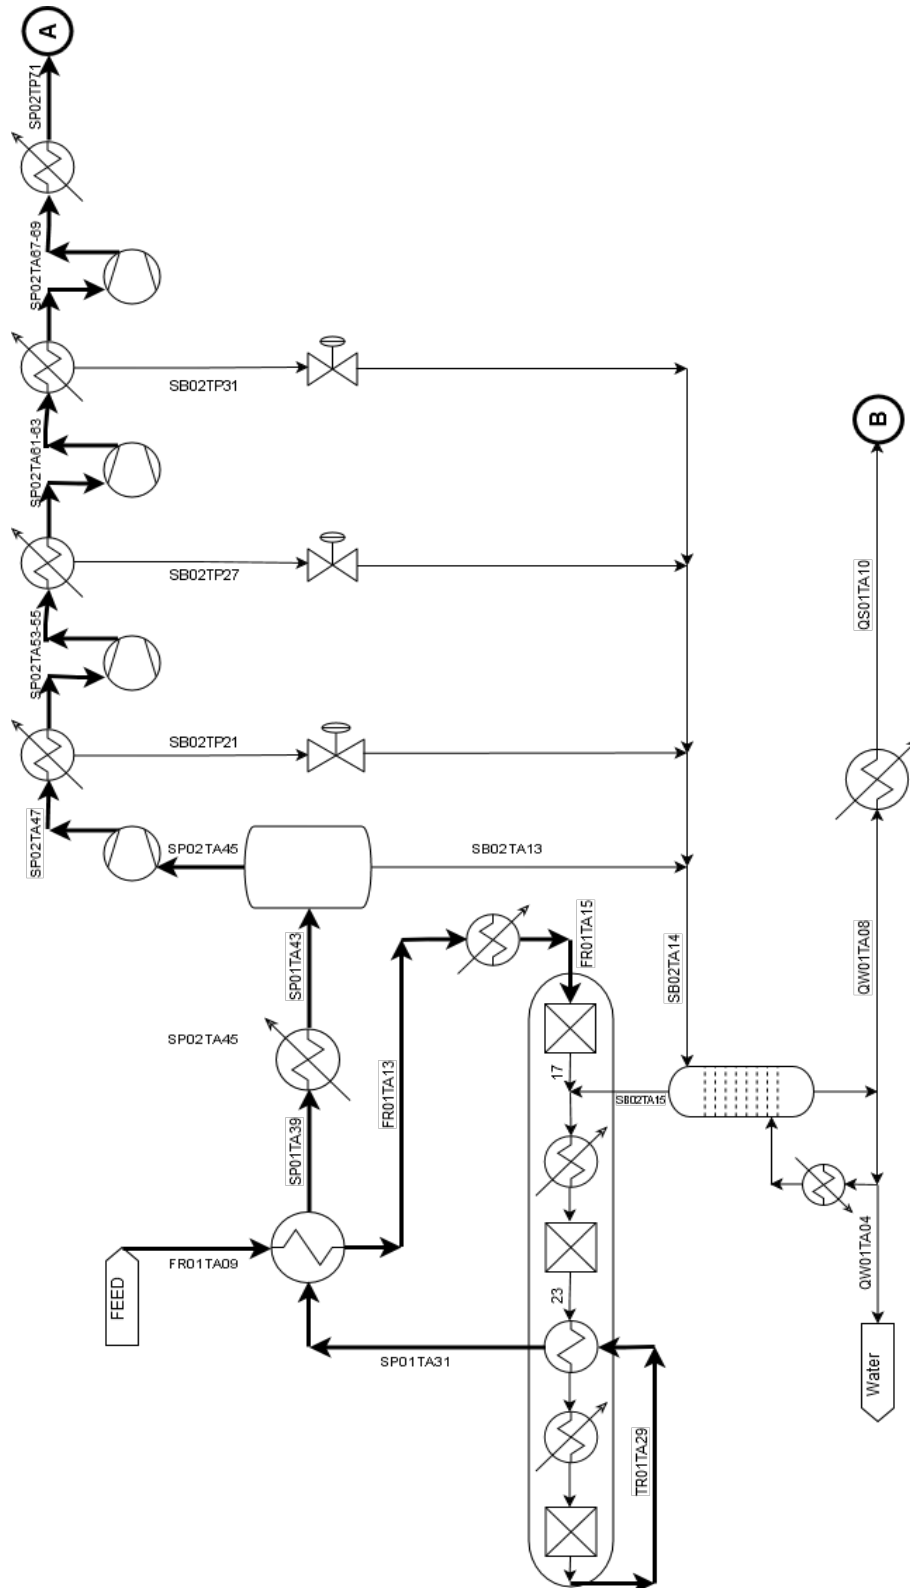 A
SP02TP71
SP02TA67-69
SB02TP31
SP02TA61-63
B
SB02TP27
QS01TA10
SP02TA53-55
SB02TP21
SP02TA47
SP02TA45
SB02TA13
FR01TA15
SP01TA43
SB02TA14
QW01TA08
SP02TA45
FR01TA13
17
SB02TA15
SP01TA39
FR01TA09
QW01TA04
FEED
23
SP01TA31
Water
TR01TA29